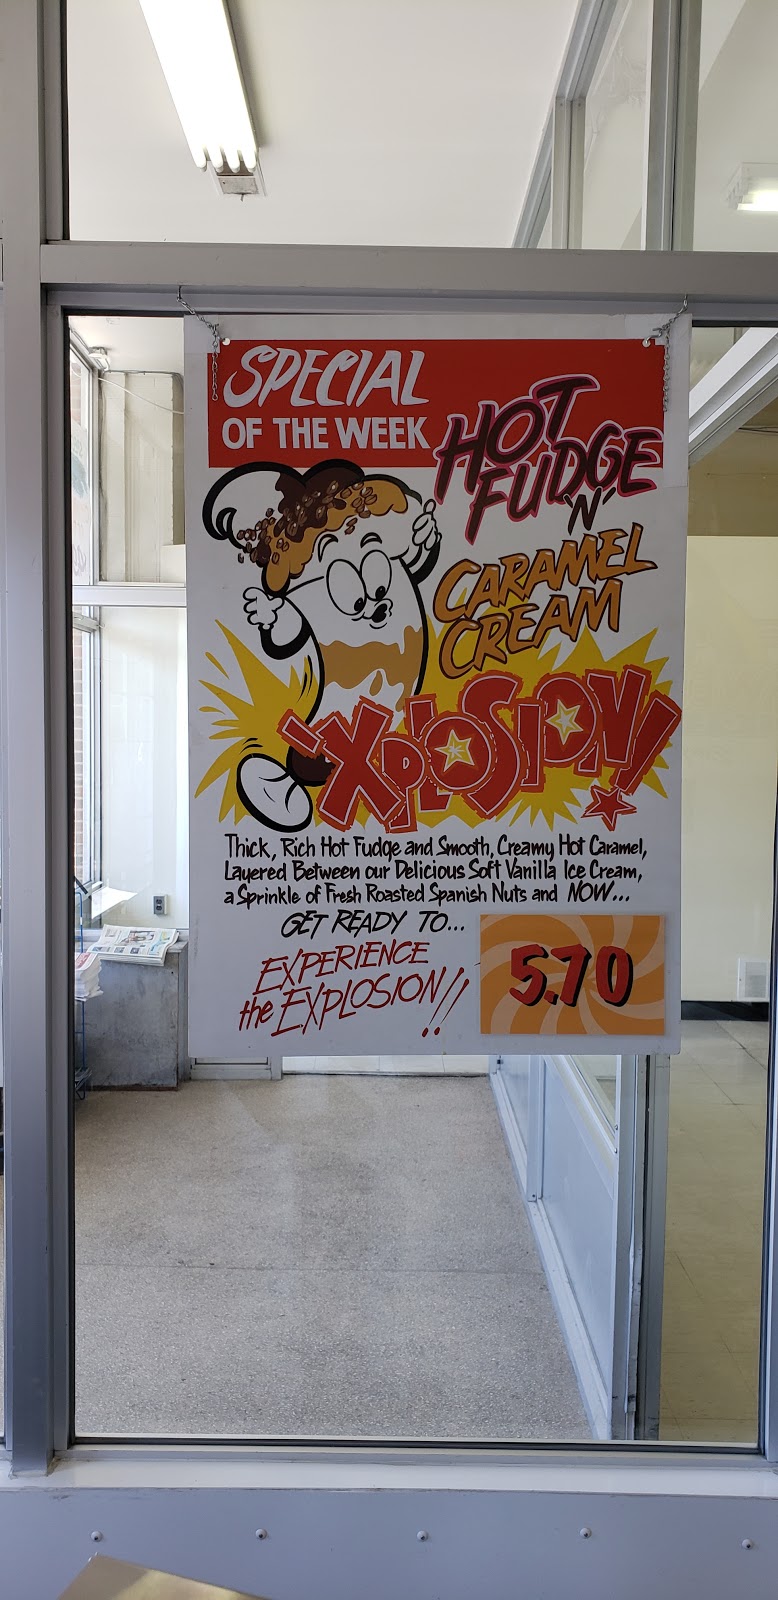 SPECIAL
OF THE WEEK
HOT
FUDGE
'N'
CARAMEL
CREAM
'XPLOSION!
Thick, Rich Hot Fudge and Smooth, Creamy Hot Caramel,
Layered Between our Delicious Soft Vanilla Ice Cream,
a Sprinkle of Fresh Roasted Spanish Nuts and NOW...
GET READY TO...
EXPERIENCE
the EXPLOSION!!
5.70